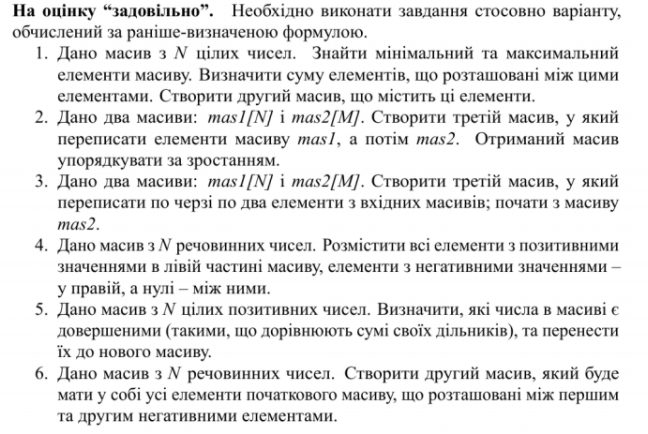 На оцінку “задовільно”. Необхідно виконати завдання стосовно варіанту,
обчислений за раніше-визначеною формулою.
1. Дано масив з N цілих чисел. Знайти мінімальний та максимальний
елементи масиву. Визначити суму елементів, що розташовані між цими
елементами. Створити другий масив, що містить ці елементи.
2. Дано два масиви: mas1[N] і mas2[M]. Створити третій масив, у який
переписати елементи масиву mas1, а потім mas2. Отриманий масив
упорядкувати за зростанням.
3. Дано два масиви: mas1[N] і mas2[M]. Створити третій масив, у який
переписати по черзі по два елементи з вхідних масивів; почати з масиву
mas2.
4. Дано масив з N речовинних чисел. Розмістити всі елементи з позитивними
значеннями в лівій частині масиву, елементи з негативними значеннями –
у правій, а нулі – між ними.
5. Дано масив з N цілих позитивних чисел. Визначити, які числа в масиві є
довершеними (такими, що дорівнюють сумі своїх дільників), та перенести
їх до нового масиву.
6. Дано масив з N речовинних чисел. Створити другий масив, який буде
мати у собі усі елементи початкового масиву, що розташовані між першим
та другим негативними елементами.